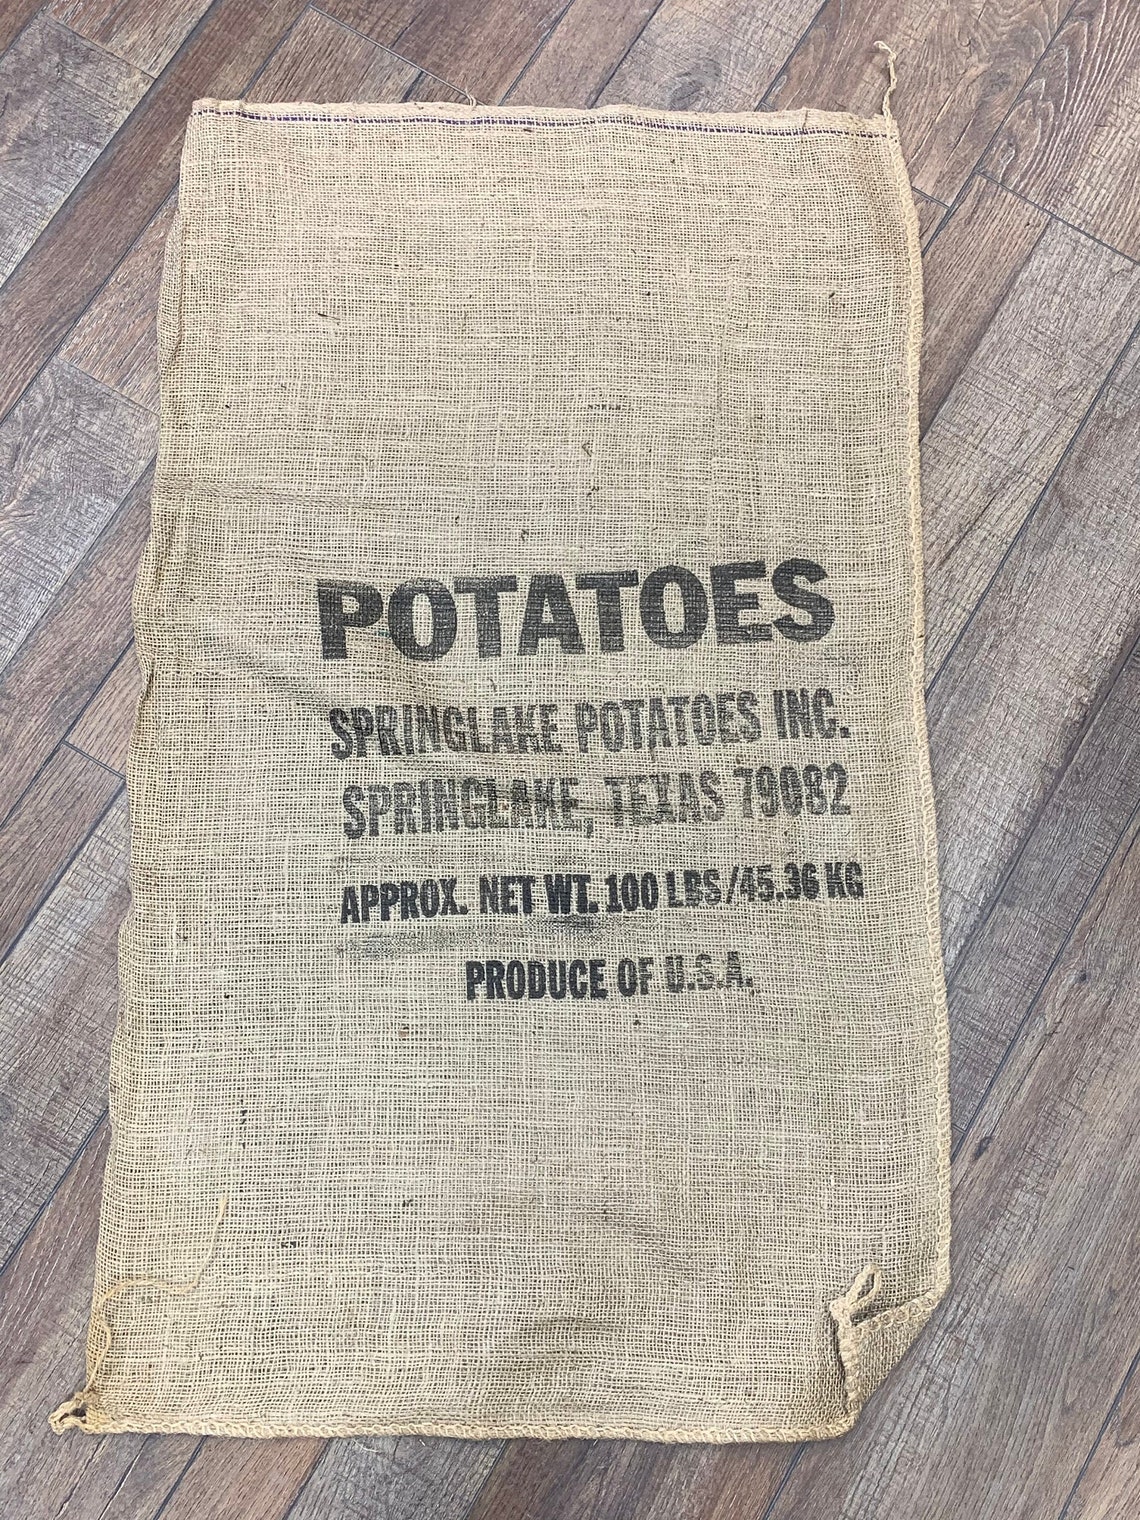 POTATOES
SPRINGLAKE POTATOES INC.
SPRINGLAKE, TEXAS 79082
APPROX. NET WT. 100 LBS/45.36 KG
PRODUCE OF U.S.A.